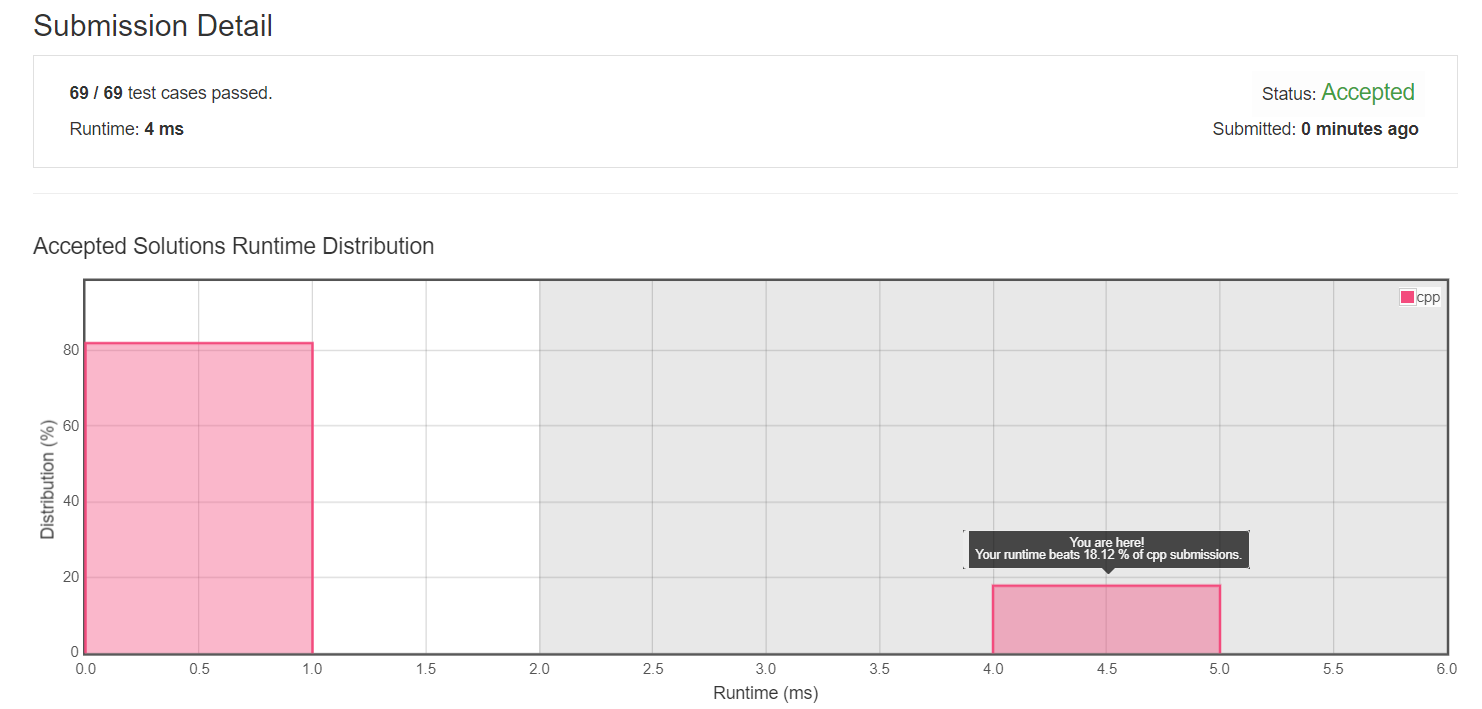 Submission Detail
69 / 69 test cases passed.
Status: Accepted
Runtime: 4 ms
Submitted: 0 minutes ago
Accepted Solutions Runtime Distribution
cpp
80
60
40
20
0
Distribution (%)
You are here!
Your runtime beats 18.12 % of cpp submissions.
0.0 0.5 1.0 1.5 2.0 2.5 3.0 3.5 4.0 4.5 5.0 5.5 6.0
Runtime (ms)